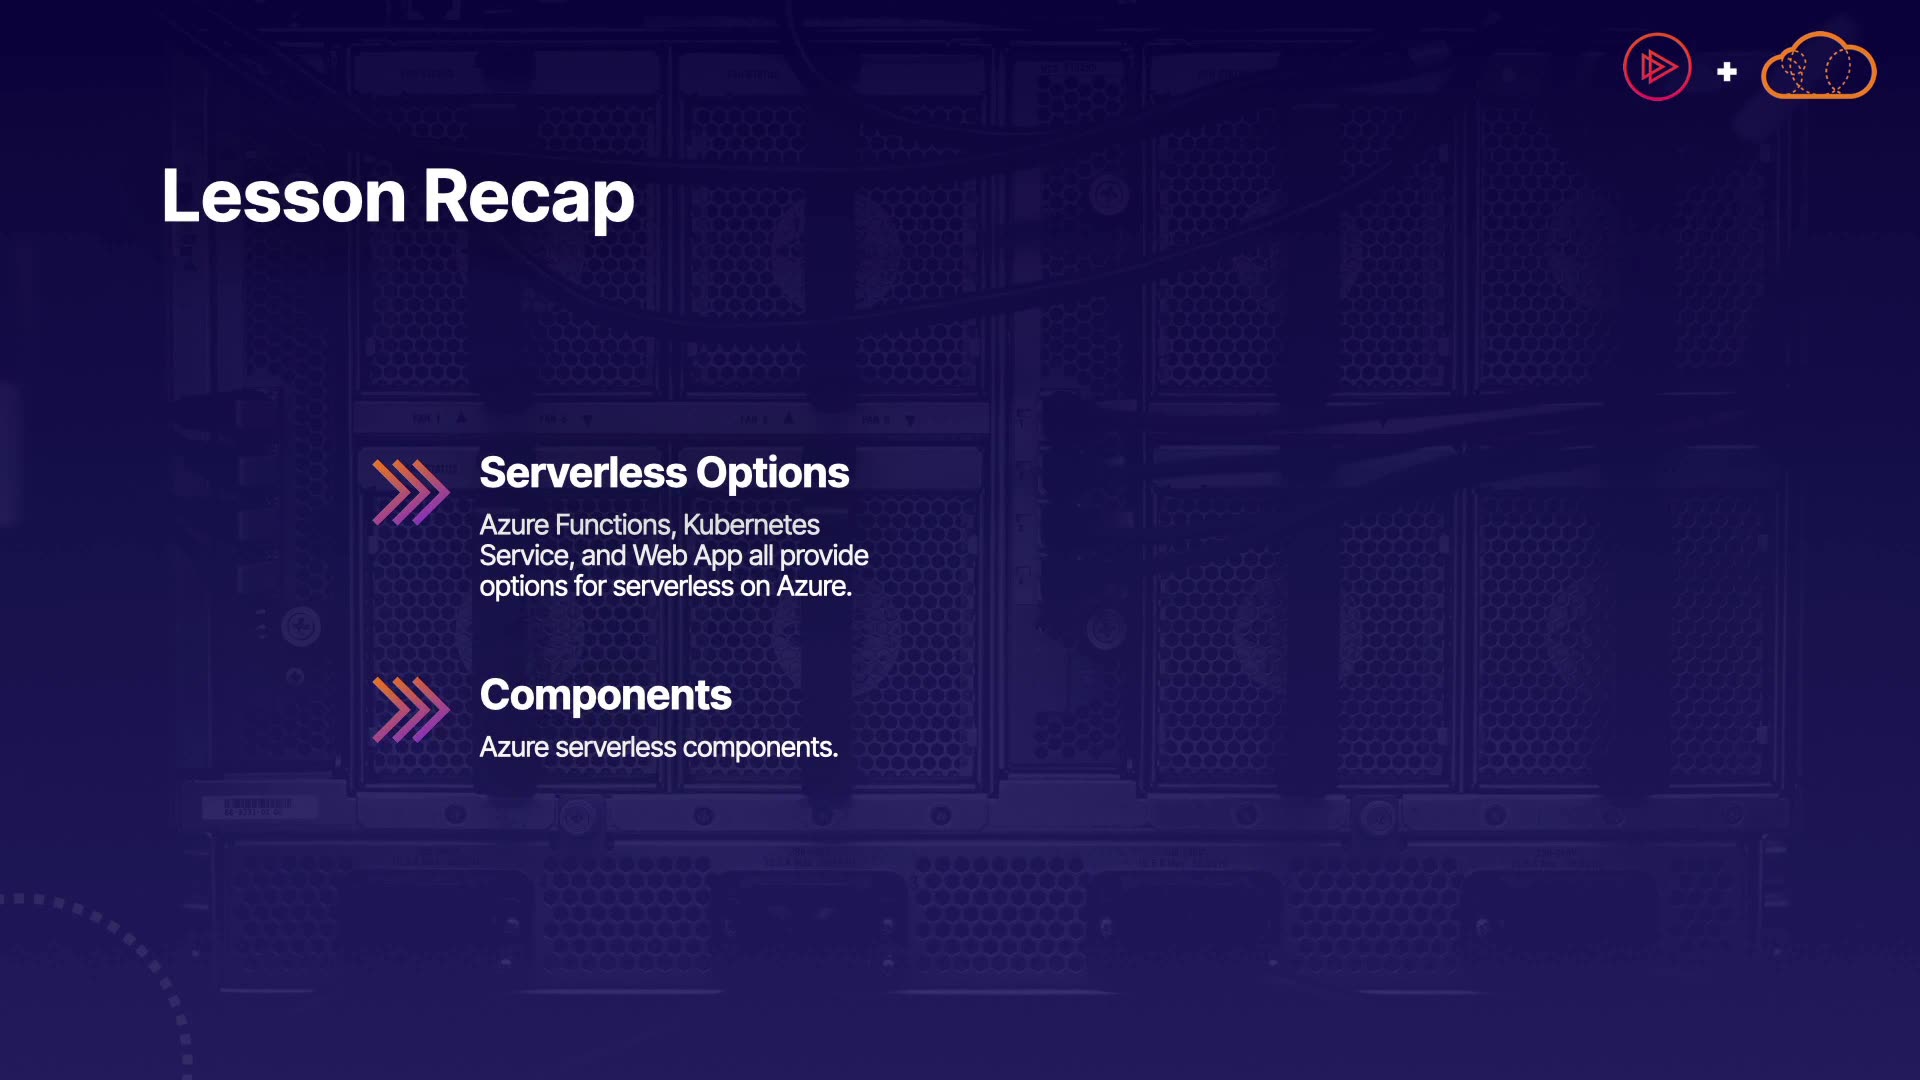 Lesson Recap
Serverless Options
Azure Functions, Kubernetes
Service, and Web App all provide
options for serverless on Azure.
Components
Azure serverless components.